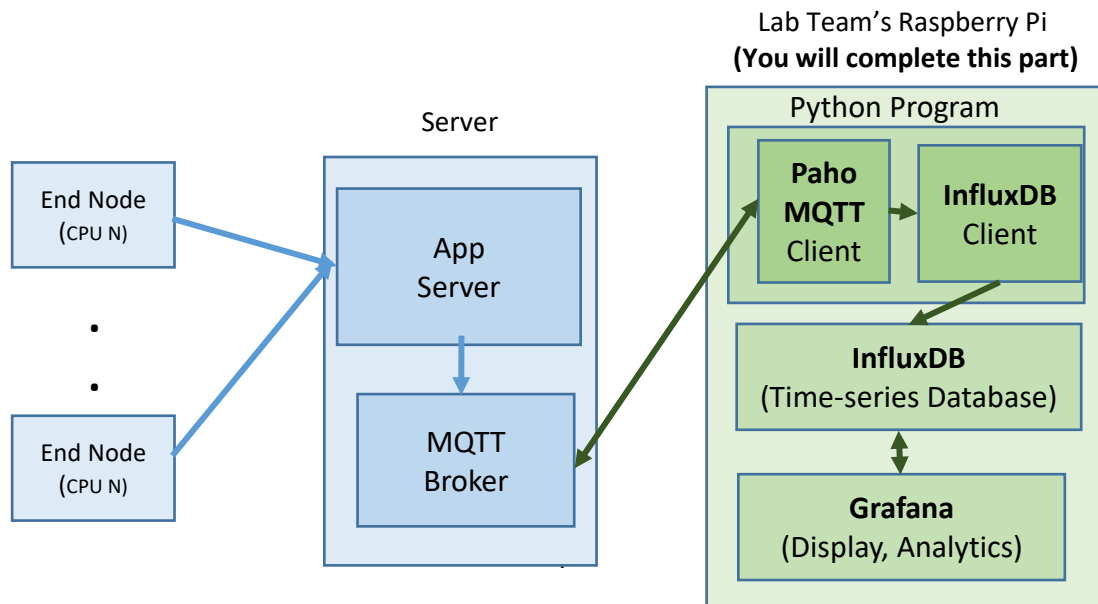 Lab Team's Raspberry Pi
(You will complete this part)
Server
Python Program
End Node
(CPU N)
.
.
End Node
(CPU N)
App
Server
MQTT
Broker
Paho
MQTT
Client
InfluxDB
Client
InfluxDB
(Time-series Database)
Grafana
(Display, Analytics)